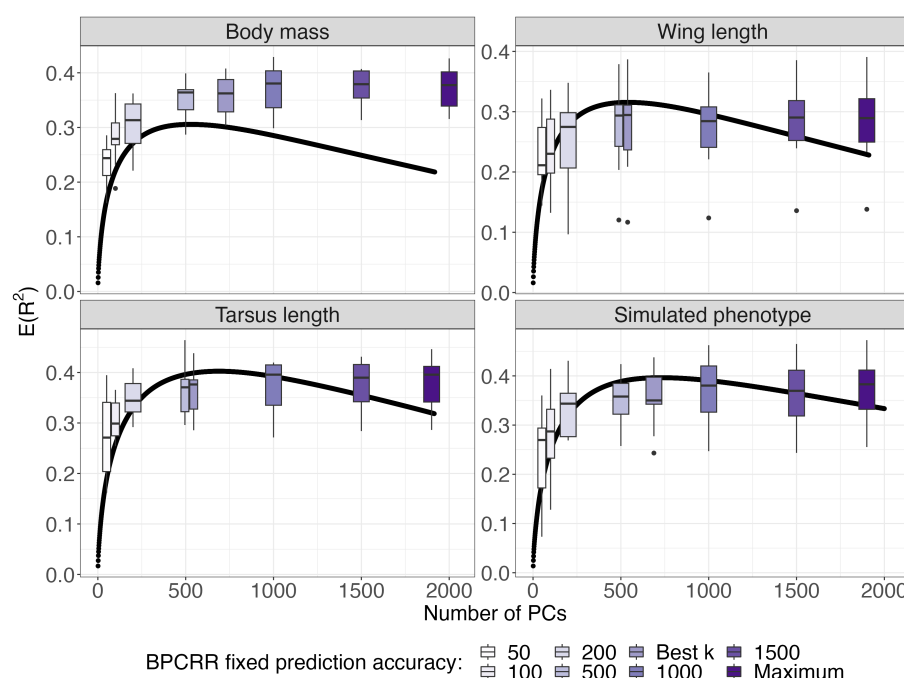 Body mass
Wing length
0.4
0.3
0.2
0.1
0.0
0.4
0.3
0.2
0.1
0.0
E(R²)
Tarsus length
Simulated phenotype
0.4
0.3
0.2
0.1
0.0
0.4
0.3
0.2
0.1
0.0
0 500 1000 1500 2000
0 500 1000 1500 2000
Number of PCs
BPCRR fixed prediction accuracy:
50 200 Best k 1500
100 500 1000 Maximum